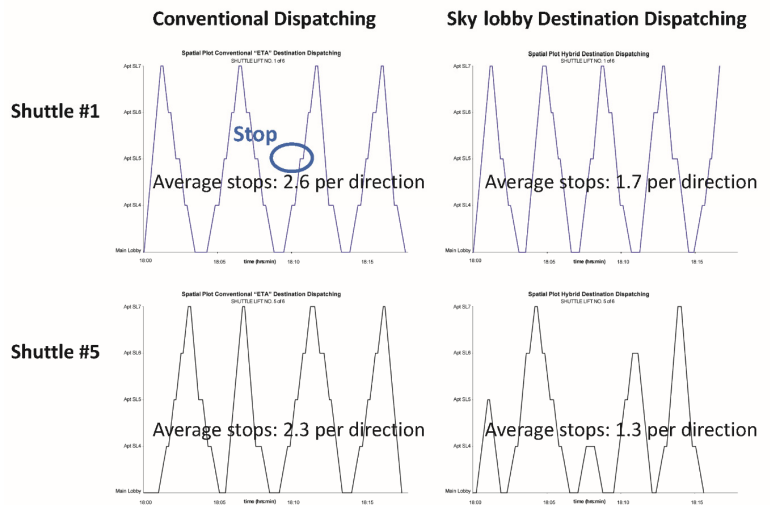 Conventional Dispatching
Sky lobby Destination Dispatching
Shuttle #1
Spatial Plot Conventional "ETA" Destination Dispatching
SHUTTLE LIFT NO. 1 of 6
Apt SL7
Apt SL6
Apt SL5
Apt SL4
Main Lobby
Stop
Average stops: 2.6 per direction
18:00
18:05
18:10
18:15
time (hrs:min)
Spatial Plot Hybrid Destination Dispatching
SHUTTLE LIFT NO. 1 of 6
Apt SL7
Apt SL6
Apt SL5
Apt SL4
Main Lobby
Average stops: 1.7 per direction
18:00
18:05
18:10
18:15
time (hrs:min)
Shuttle #5
Spatial Plot Conventional "ETA" Destination Dispatching
SHUTTLE LIFT NO. 5 of 6
Apt SL7
Apt SL6
Apt SL5
Apt SL4
Main Lobby
Average stops: 2.3 per direction
18:00
18:05
18:10
18:15
time (hrs:min)
Spatial Plot Hybrid Destination Dispatching
SHUTTLE LIFT NO. 5 of 6
Apt SL7
Apt SL6
Apt SL5
Apt SL4
Main Lobby
Average stops: 1.3 per direction
18:00
18:05
18:10
18:15
time (hrs:min)